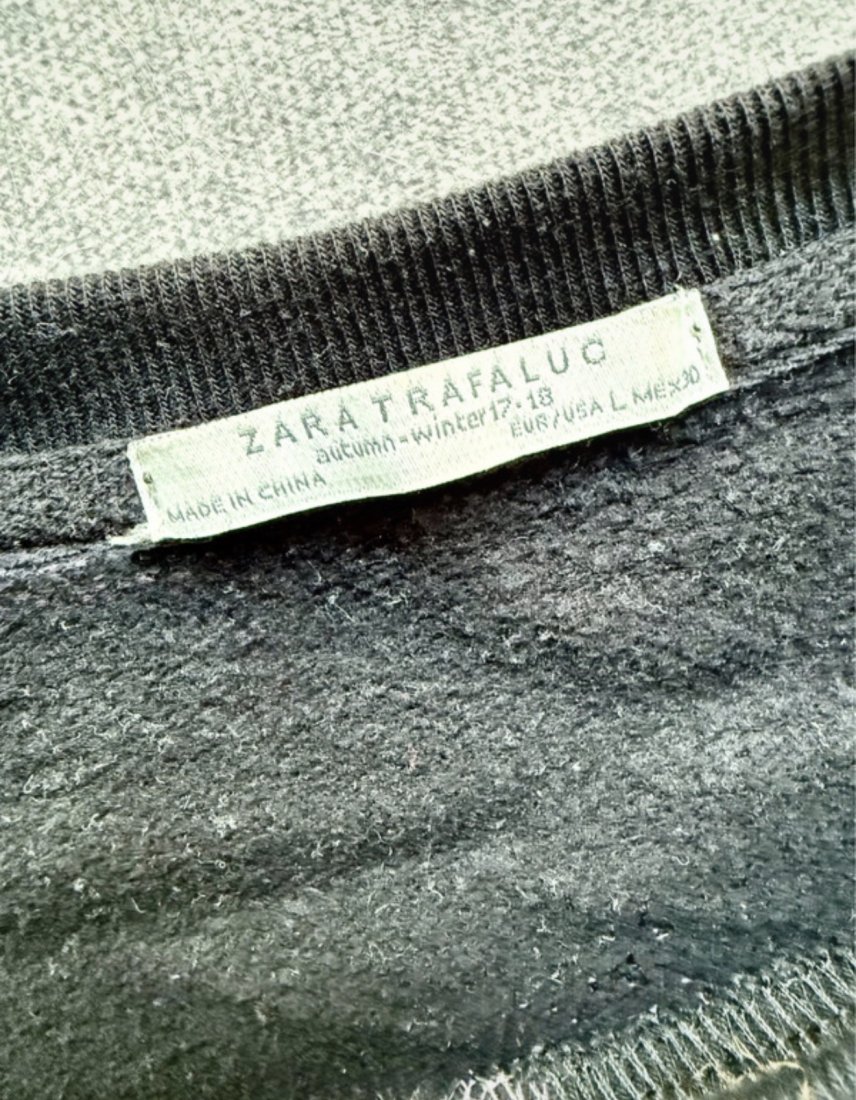 ZARA TRAFALUC
autumn-winter 17.18
EUR/USA L MEX 30
MADE IN CHINA